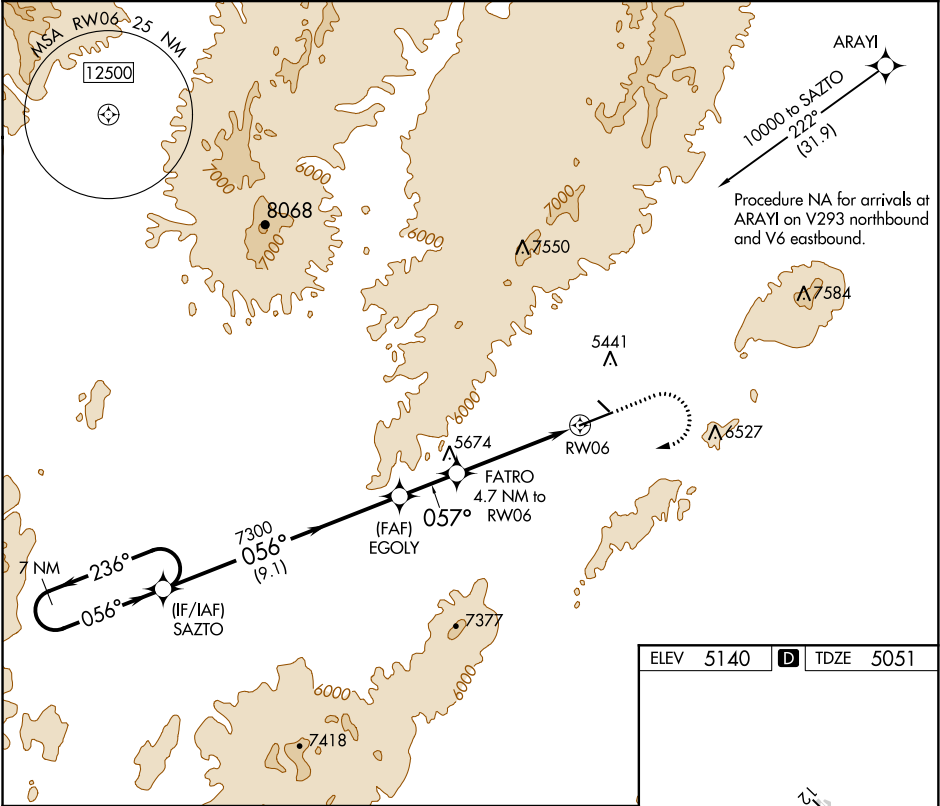 MSA RW06 25 NM
12500
ARAYI
10000 to SAZTO
222°
(31.9)
Procedure NA for arrivals at
ARAYI on V293 northbound
and V6 eastbound.
7000
6000
8068
7000
6000
7000
7550
7584
5441
6000
5674
6527
RW06
FATRO
4.7 NM to
RW06
057°
(FAF)
EGOLY
7300
056°
(9.1)
7 NM
236°
056°
(IF/IAF)
SAZTO
7377
6000
6000
7418
ELEV 5140 D TDZE 5051
12